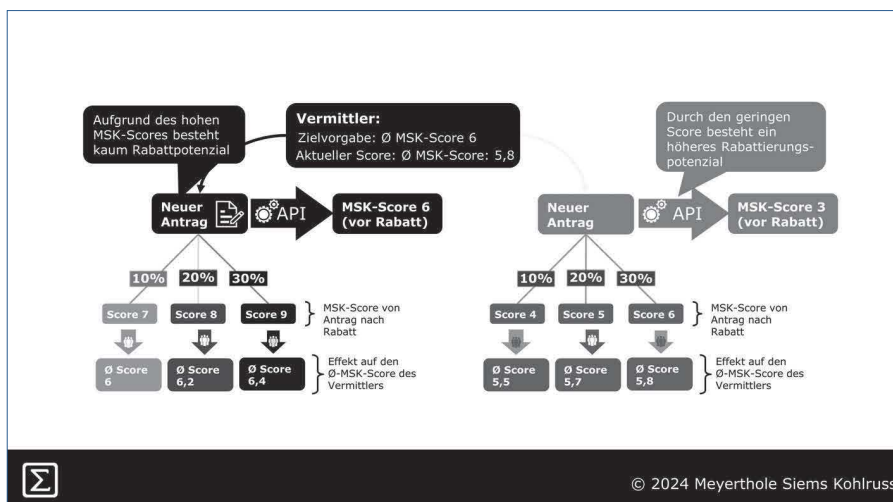 Aufgrund des hohen
MSK-Scores besteht
kaum Rabattpotenzial
Vermittler:
Zielvorgabe: Ø MSK-Score 6
Aktueller Score: Ø MSK-Score: 5,8
Durch den geringen
Score besteht ein
höheres Rabattierungs-
potenzial
Neuer
Antrag
API
MSK-Score 6
(vor Rabatt)
10%
20%
30%
Score 7
Score 8
Score 9
MSK-Score von
Antrag nach
Rabatt
Ø Score
6
Ø Score
6,2
Ø Score
6,4
Effekt auf den
Ø-MSK-Score des
Vermittlers
Neuer
Antrag
API
MSK-Score 3
(vor Rabatt)
10%
20%
30%
Score 4
Score 5
Score 6
MSK-Score von
Antrag nach
Rabatt
Ø Score
5,5
Ø Score
5,7
Ø Score
5,8
Effekt auf den
Ø-MSK-Score des
Vermittlers
Σ
© 2024 Meyerthole Siems Kohlruss